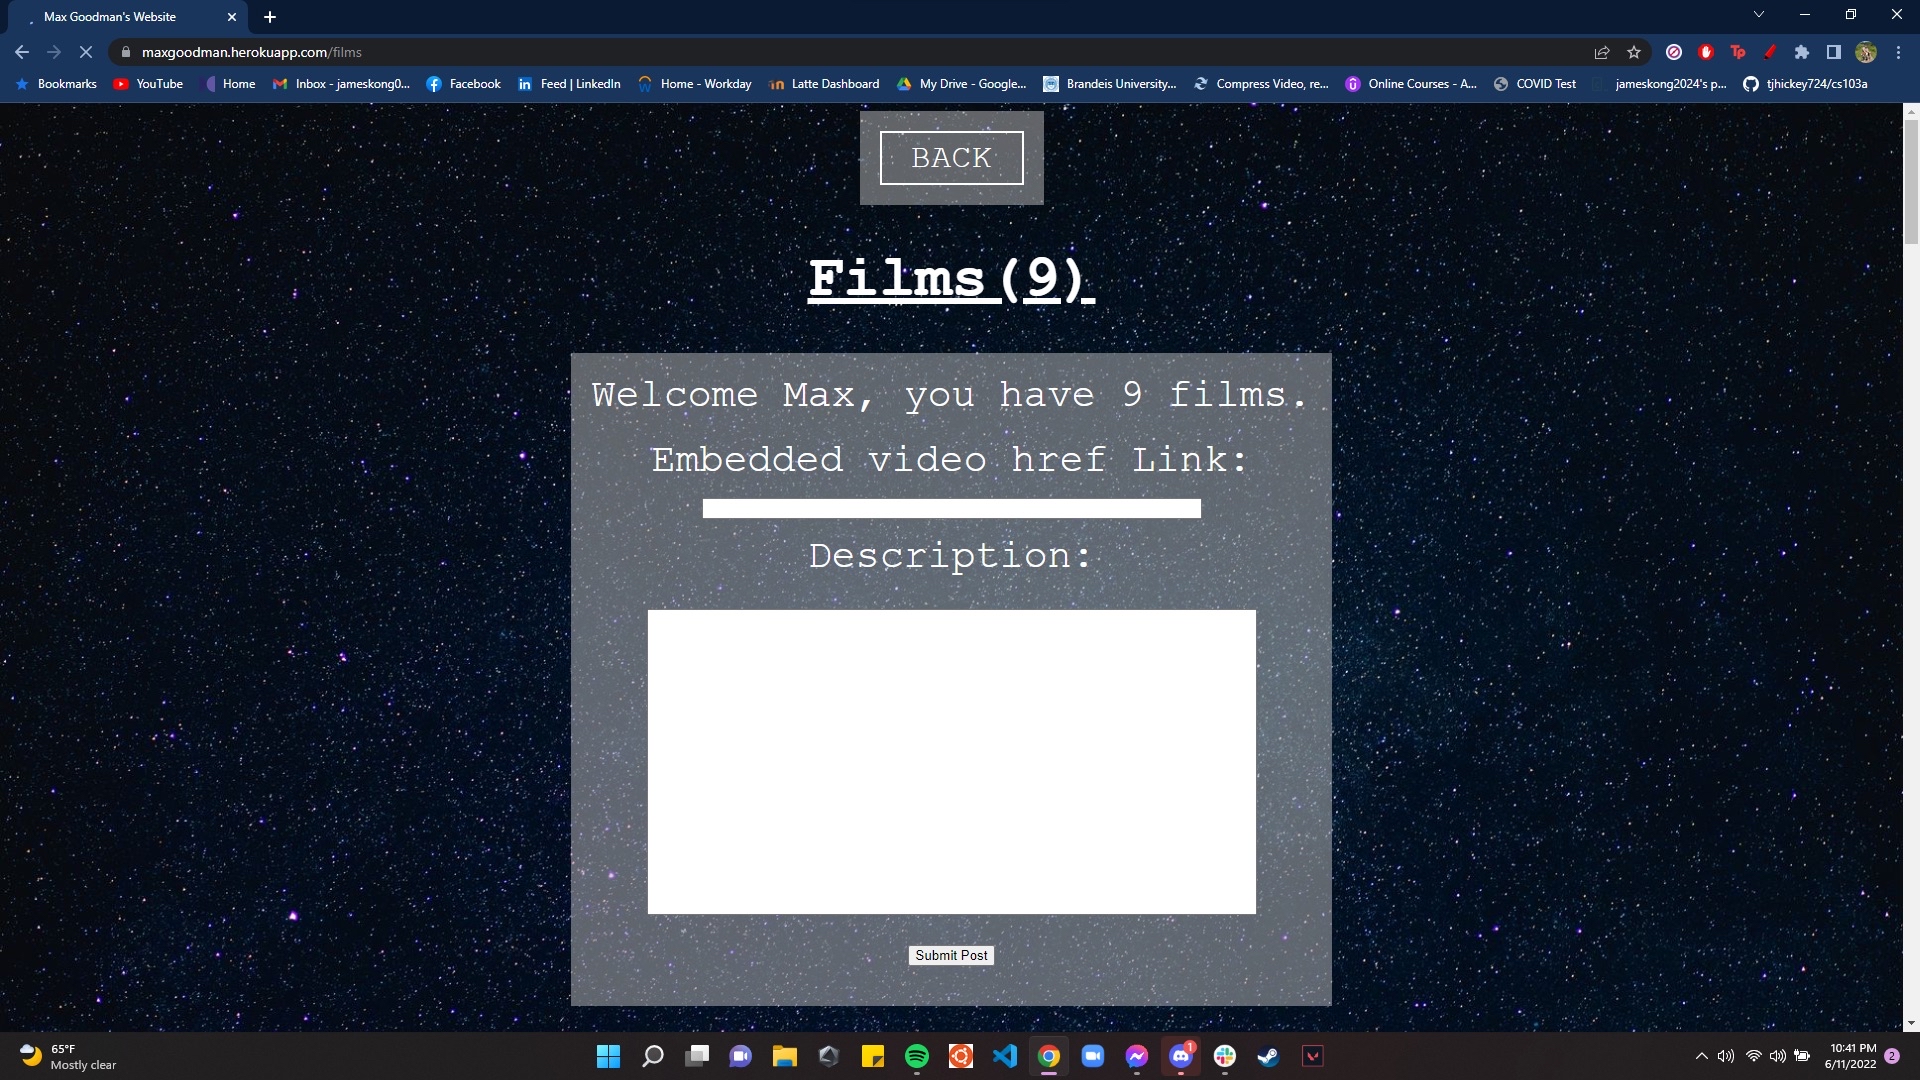 Max Goodman's Website
maxgoodman.herokuapp.com/films
Tp
Bookmarks YouTube Home Inbox - jameskong0... Facebook Feed | LinkedIn Home - Workday Latte Dashboard My Drive - Google... Brandeis University,... Compress Video, re... Online Courses - A... COVID Test jameskong2024's p... tjhickey724/cs103a
BACK
Films(9)
Welcome Max, you have 9 films.
Embedded video href Link:
Description:
Submit Post
65°F
Mostly clear
1
10:41 PM
6/11/2022
2